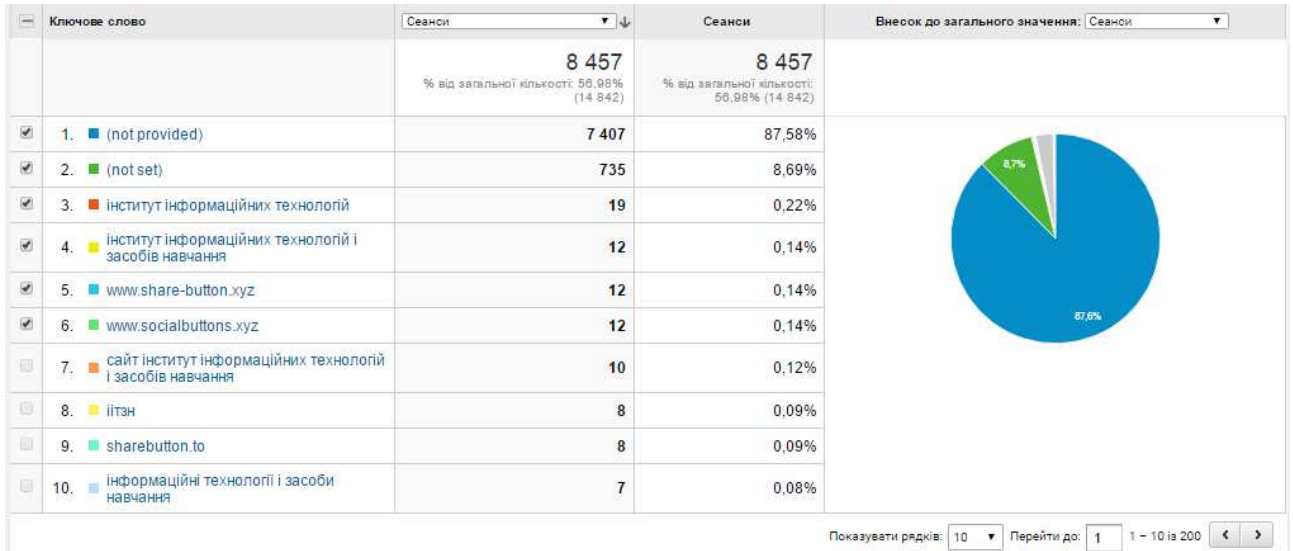 Ключове слово Сеанси Сеанси Внесок до загального значення: Сеанси
8 457 8 457
% від загальної кількості: 56,98% % від загальної кількості:
(14 842) 56,98% (14 842)
1. (not provided) 7 407 87,58%
2. (not set) 735 8,69%
3. інститут інформаційних технологій 19 0,22%
4. інститут інформаційних технологій і
засобів навчання 12 0,14%
5. www.share-button.xyz 12 0,14%
6. www.socialbuttons.xyz 12 0,14%
7. сайт інститут інформаційних технологій
і засобів навчання 10 0,12%
8. іітзн 8 0,09%
9. sharebutton.to 8 0,09%
10. інформаційні технології і засоби
навчання 7 0,08%
8,7%
87,6%
Показувати рядків: 10 Перейти до: 1 1 – 10 із 200